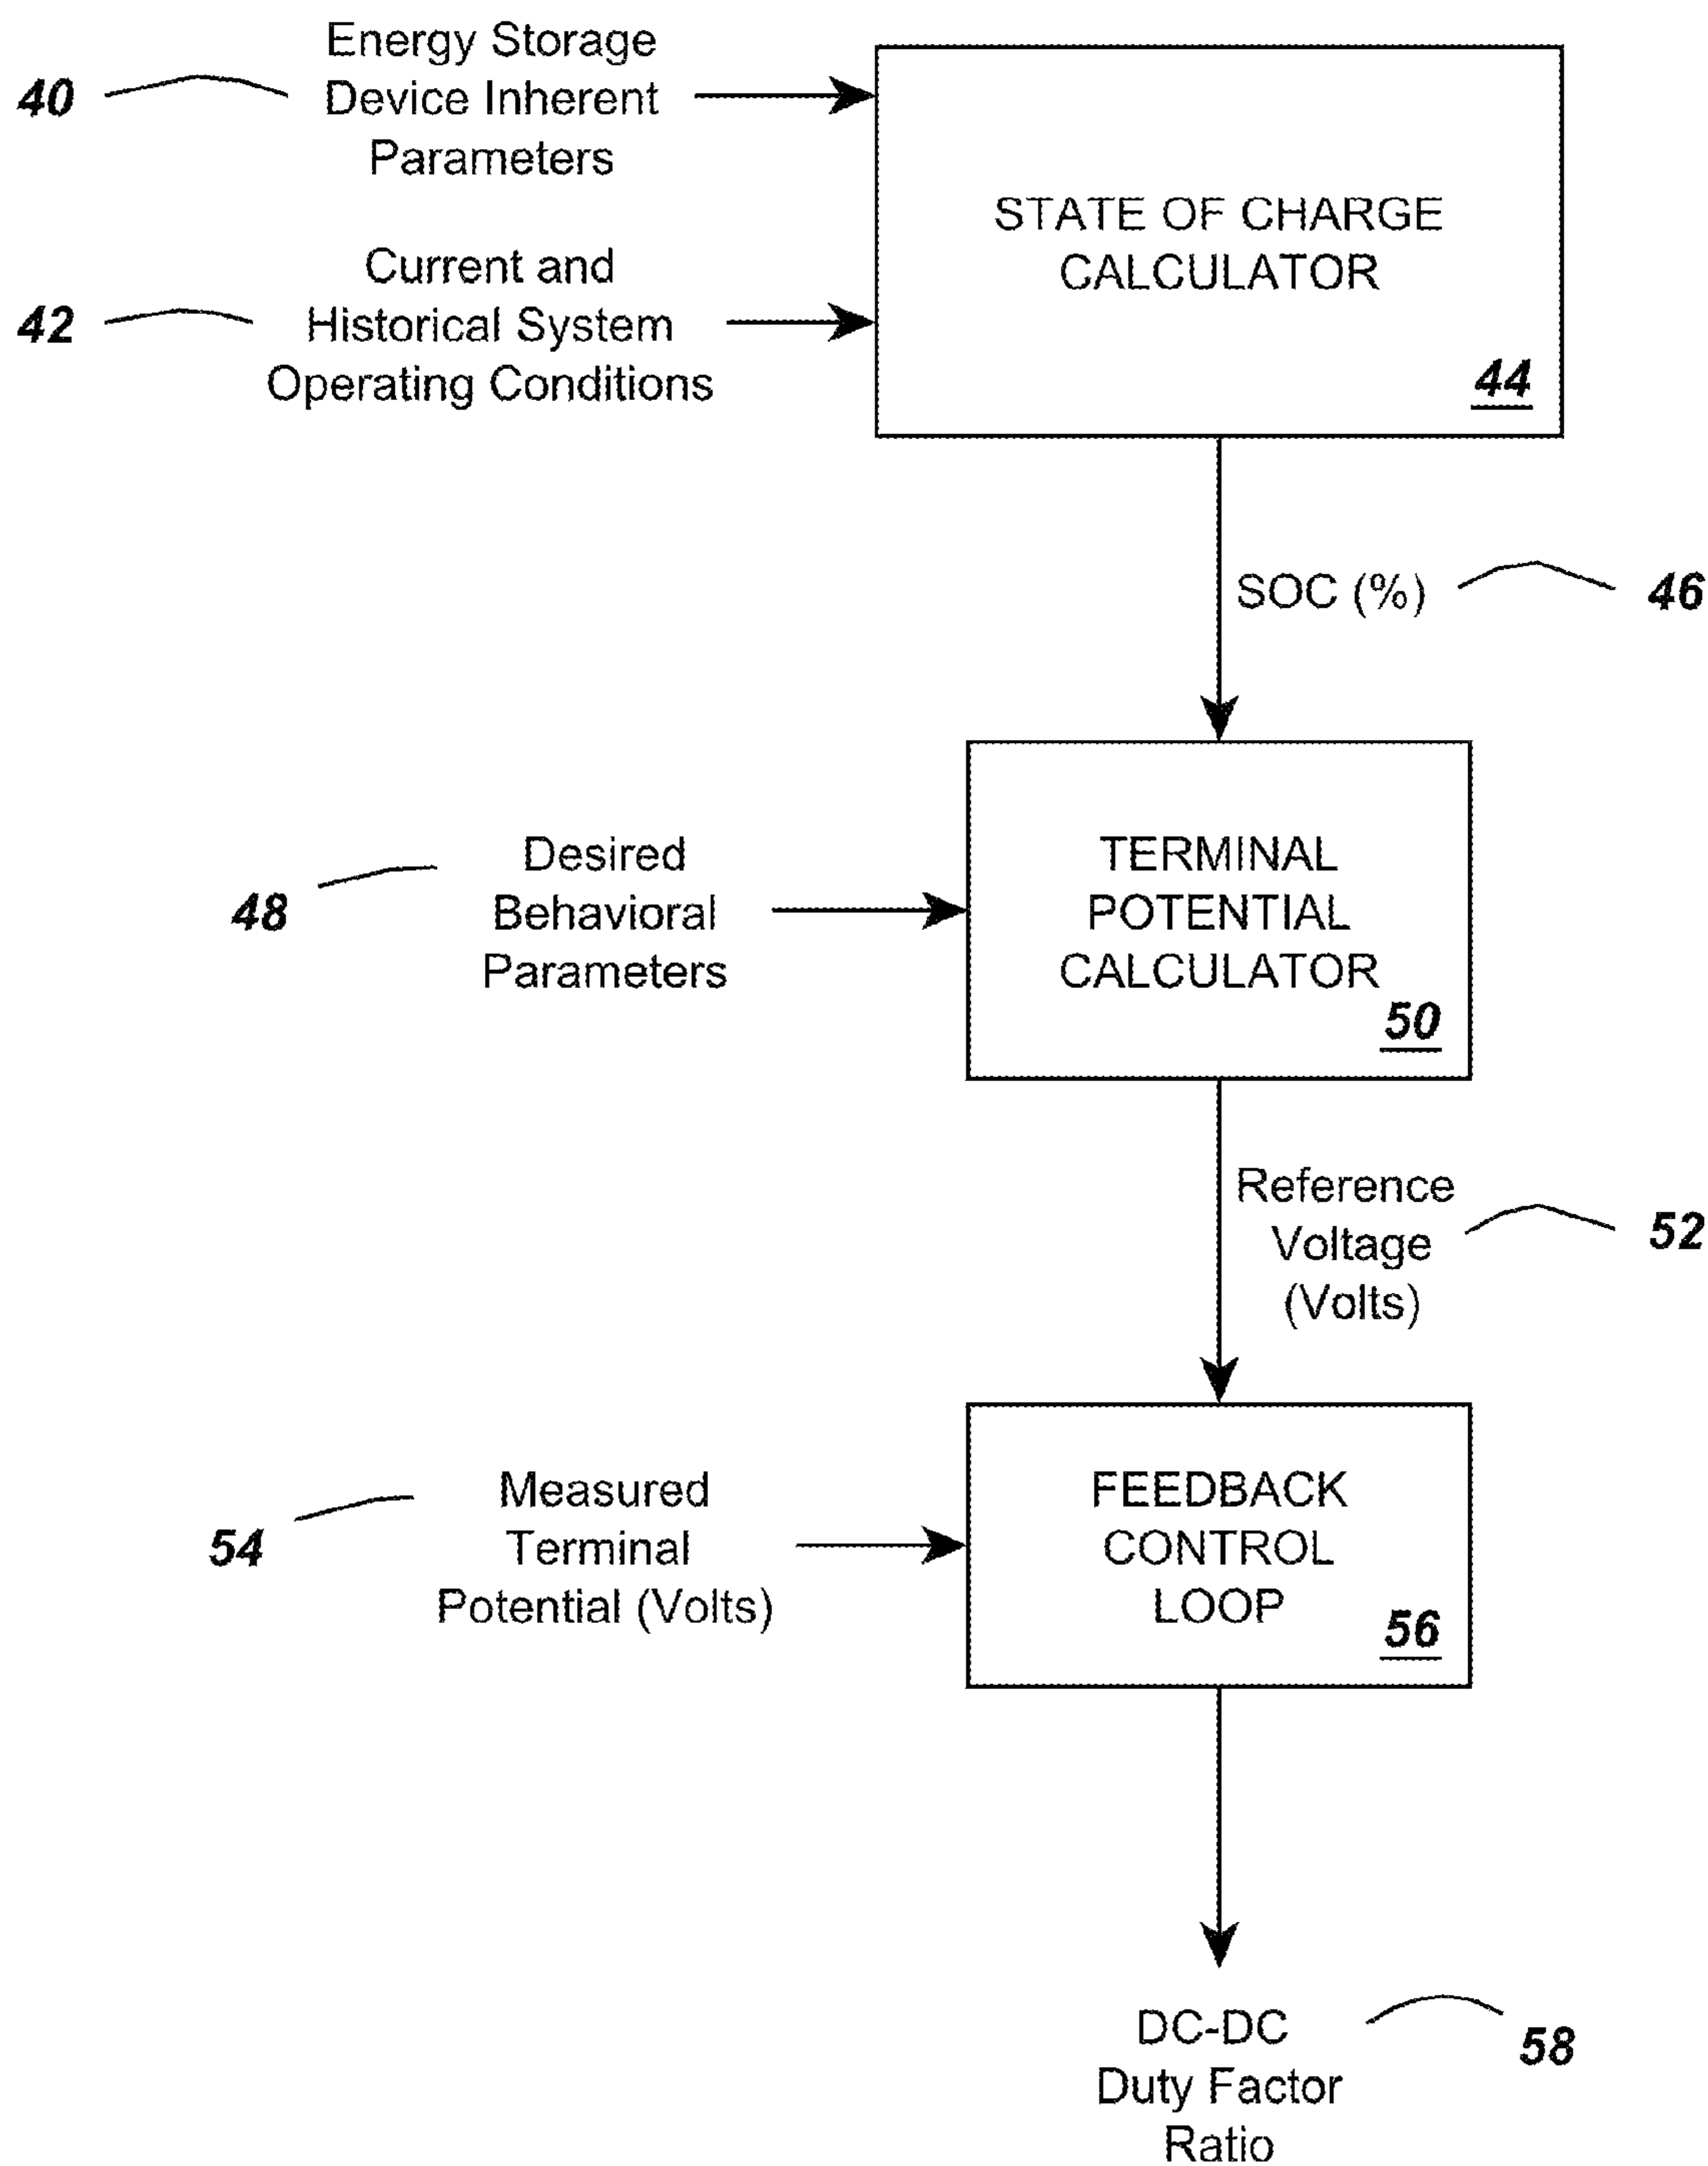 Energy Storage
Device Inherent
Parameters
40
Current and
Historical System
Operating Conditions
42
STATE OF CHARGE
CALCULATOR
44
SOC (%)
46
Desired
Behavioral
Parameters
48
TERMINAL
POTENTIAL
CALCULATOR
50
Reference
Voltage
(Volts)
52
Measured
Terminal
Potential (Volts)
54
FEEDBACK
CONTROL
LOOP
56
DC-DC
Duty Factor
Ratio
58